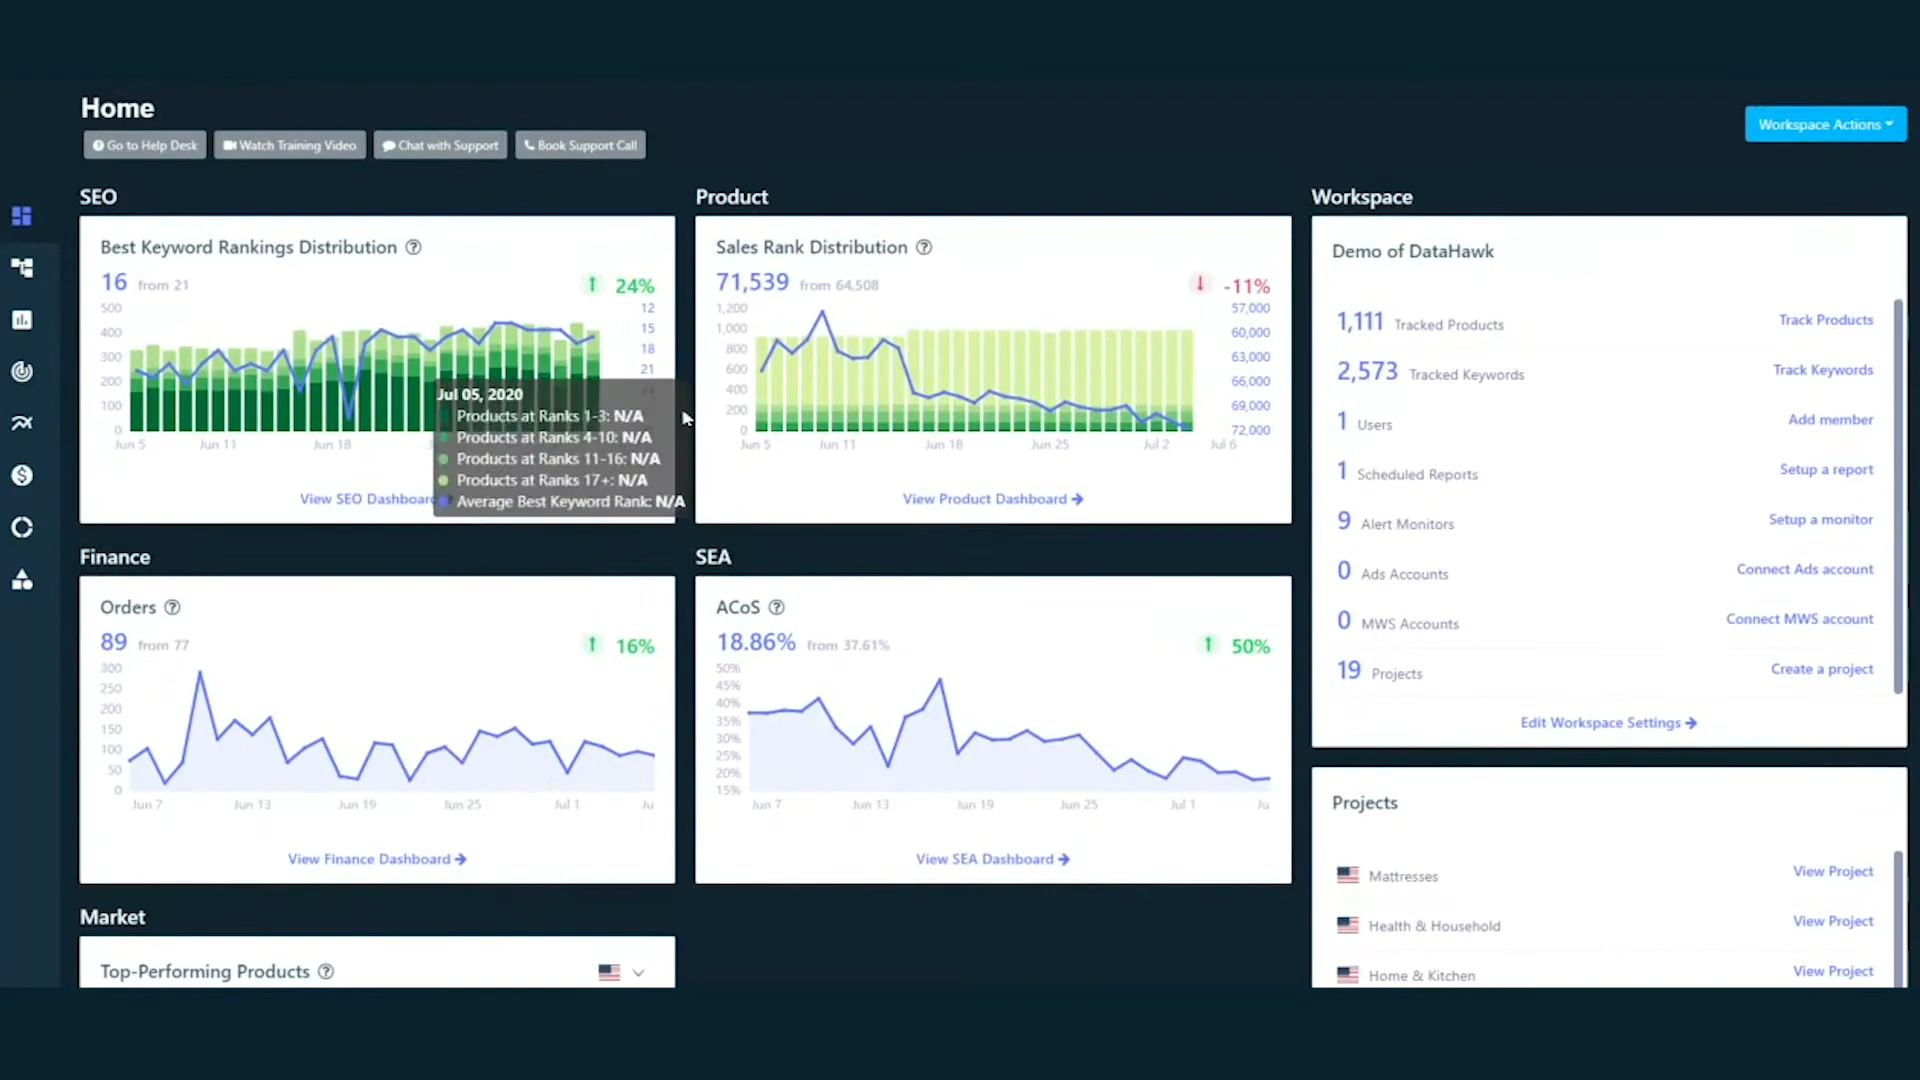 Home
Go to Help Desk
Watch Training Video
Chat with Support
Book Support Call
Workspace Actions
SEO
Best Keyword Rankings Distribution
16 from 21
24%
500
400
300
200
100
0
12
15
18
21
Jun 5
Jun 11
Jun 18
Jul 05, 2020
Products at Ranks 1-3: N/A
Products at Ranks 4-10: N/A
Products at Ranks 11-16: N/A
Products at Ranks 17+: N/A
Average Best Keyword Rank: N/A
View SEO Dashboard
Product
Sales Rank Distribution
71,539 from 64,508
-11%
1,200
1,000
800
600
400
200
0
57,000
60,000
63,000
66,000
69,000
72,000
Jun 5
Jun 11
Jun 18
Jun 25
Jul 2
Jul 6
View Product Dashboard
Finance
Orders
89 from 77
16%
300
250
200
150
100
50
0
Jun 7
Jun 13
Jun 19
Jun 25
Jul 1
Ju
View Finance Dashboard
SEA
ACoS
18.86% from 37.61%
50%
50%
45%
40%
35%
30%
25%
20%
15%
Jun 7
Jun 13
Jun 19
Jun 25
Jul 1
Ju
View SEA Dashboard
Market
Top-Performing Products
Workspace
Demo of DataHawk
1,111 Tracked Products Track Products
2,573 Tracked Keywords Track Keywords
1 Users Add member
1 Scheduled Reports Setup a report
9 Alert Monitors Setup a monitor
0 Ads Accounts Connect Ads account
0 MWS Accounts Connect MWS account
19 Projects Create a project
Edit Workspace Settings
Projects
Mattresses View Project
Health & Household View Project
Home & Kitchen View Project